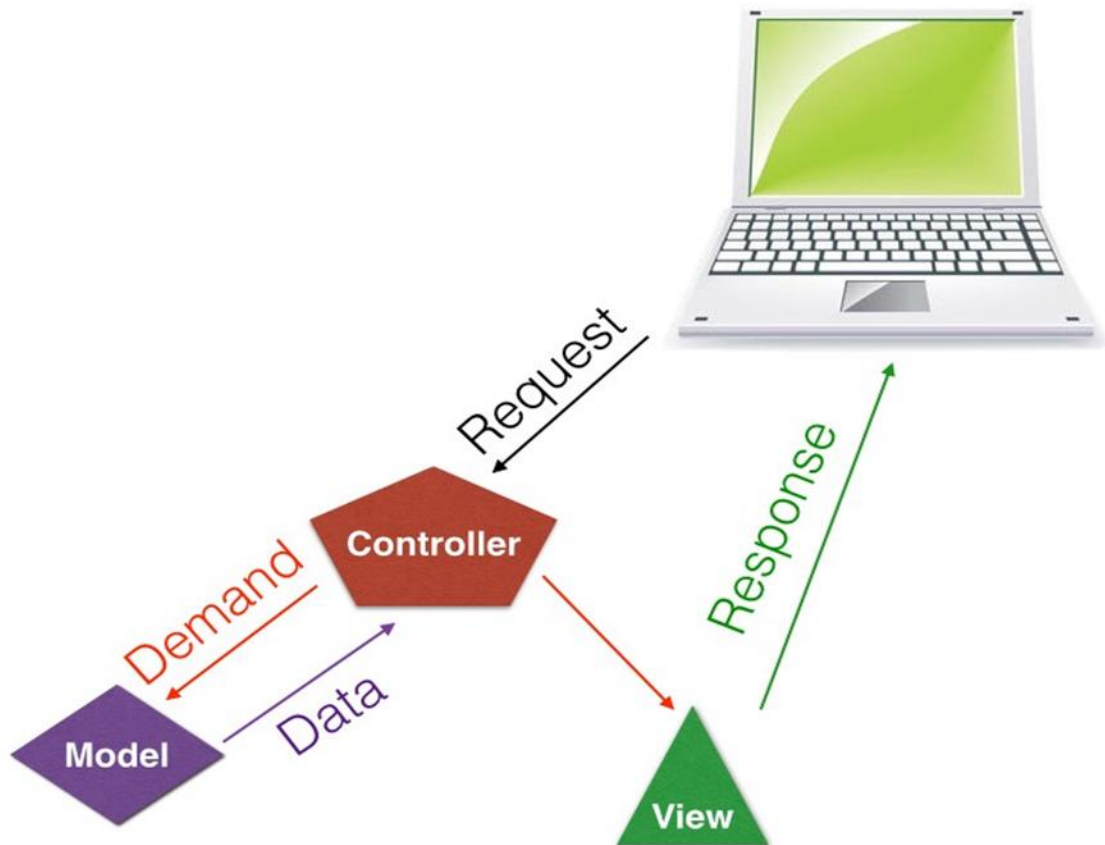 Request
Controller
Demand
Response
Data
Model
View